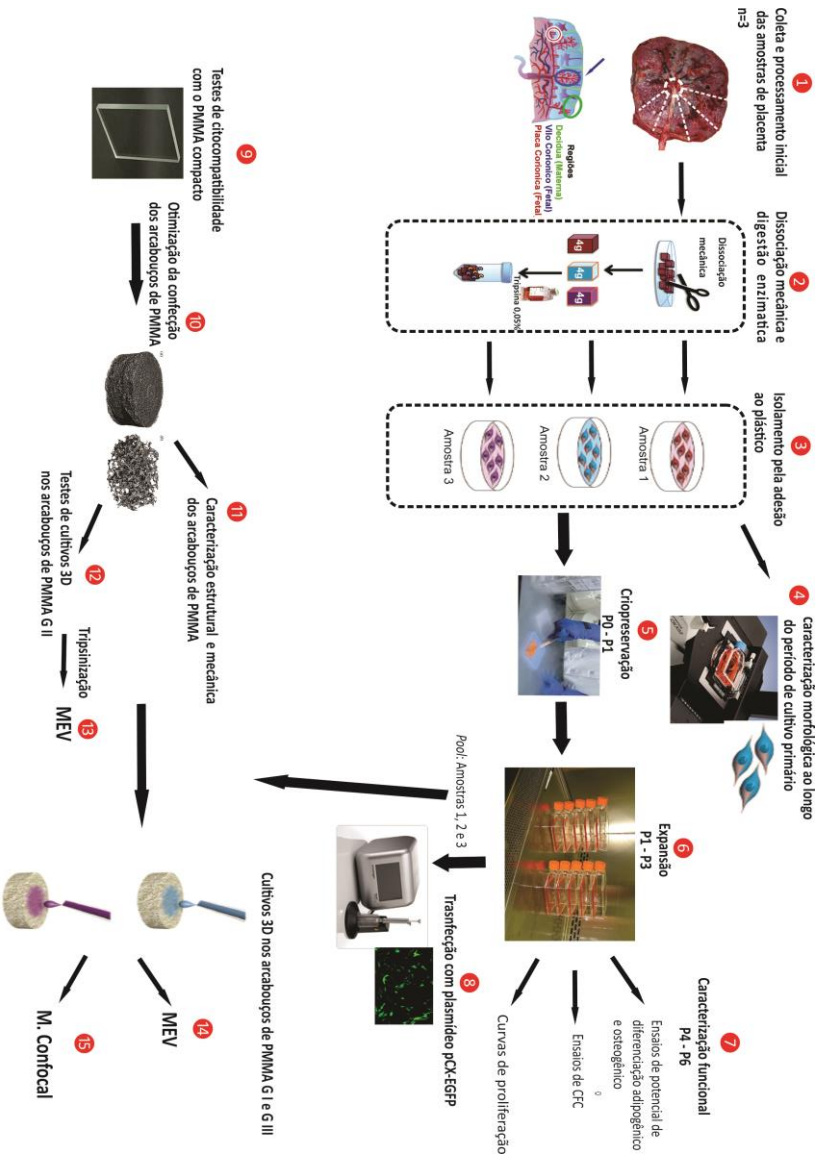 1
Coleta e processamento inicial
das amostras de placenta
n=3
Regiões
Decídua (Materna)
Vilo Corionico (Fetal)
Placa Corionica (Fetal
2
Dissociação mecânica e
digestão enzimatica
Dissociação
mecânica
4g
4g
4g
Tripsina 0,05%
3
Isolamento pela adesão
ao plástico
Amostra 1
Amostra 2
Amostra 3
4
Caracterização morfológica ao longo
do período de cultivo primário
5
Criopreservação
P0 - P1
6
Expansão
P1 - P3
7
Caracterização funcional
P4 - P6
Ensaios de potencial de
diferenciação adipogênico
e osteogênico
Ensaios de CFC
Curvas de proliferação
8
Trasnfecção com plasmídeo pCX-EGFP
Pool: Amostras 1, 2 e 3
9
Testes de citocompatibilidade
com o PMMA compacto
10
Otimização da confecção
dos arcabouços de PMMA
11
Caracterização estrutural e mecânica
dos arcabouços de PMMA
12
Testes de cultivos 3D
nos arcabouços de PMMA G II
Tripsinização
13
MEV
Cultivos 3D nos arcabouços de PMMA G I e G III
14
MEV
15
M. Confocal